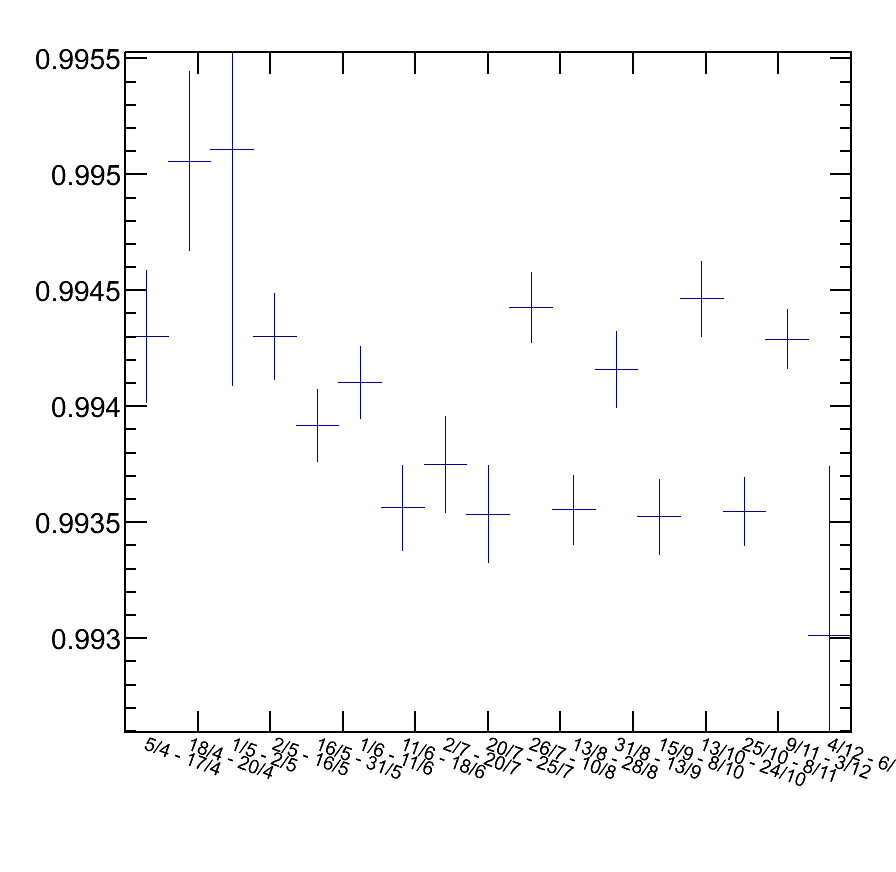 0.9955
0.995
0.9945
0.994
0.9935
0.993
5/4 - 17/4
18/4 - 20/4
1/5 - 2/5
2/5 - 16/5
16/5 - 31/5
1/6 - 11/6
11/6 - 18/6
2/7 - 20/7
20/7 - 25/7
26/7 - 10/8
13/8 - 28/8
31/8 - 13/9
15/9 - 8/10
13/10 - 24/10
25/10 - 8/11
9/11 - 3/12
4/12 - 6/